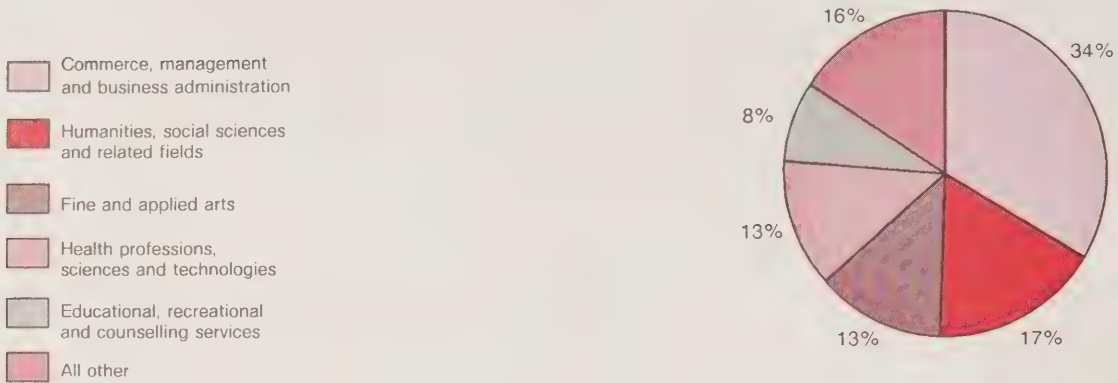 Commerce, management
and business administration
Humanities, social sciences
and related fields
Fine and applied arts
Health professions,
sciences and technologies
Educational, recreational
and counselling services
All other
16%
34%
8%
13%
13%
17%